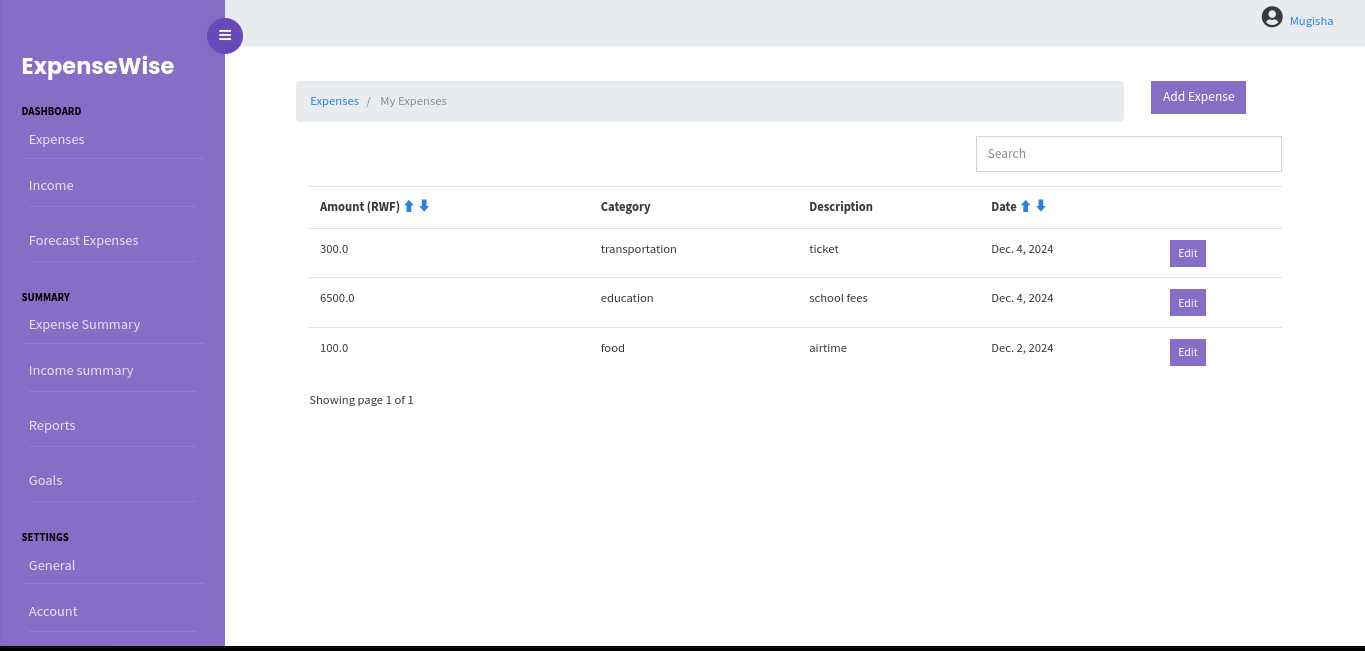 Mugisha
ExpenseWise
DASHBOARD
Expenses
Income
Forecast Expenses
SUMMARY
Expense Summary
Income summary
Reports
Goals
SETTINGS
General
Account
Expenses / My Expenses
Add Expense
Search
Amount (RWF) Category Description Date
300.0 transportation ticket Dec. 4, 2024 Edit
6500.0 education school fees Dec. 4, 2024 Edit
100.0 food airtime Dec. 2, 2024 Edit
Showing page 1 of 1